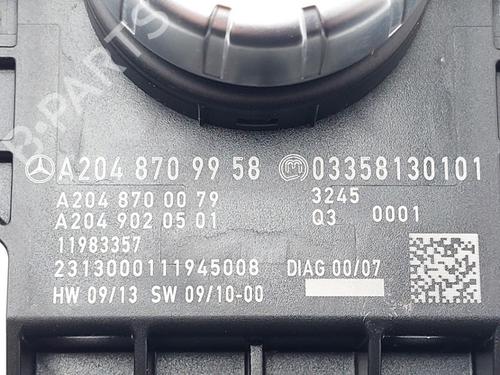 B-PARTS
A204 870 99 58 03358130101
A204 870 00 79 3245
A204 902 05 01 Q3 0001
11983357
2313000111945008 DIAG 00/07
HW 09/13 SW 09/10-00